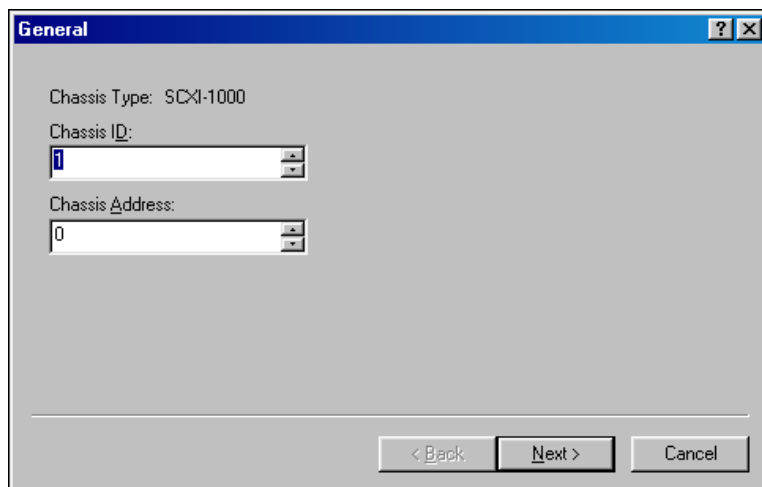 General
Chassis Type: SCXI-1000
Chassis ID:
1
Chassis Address:
0
< Back Next > Cancel